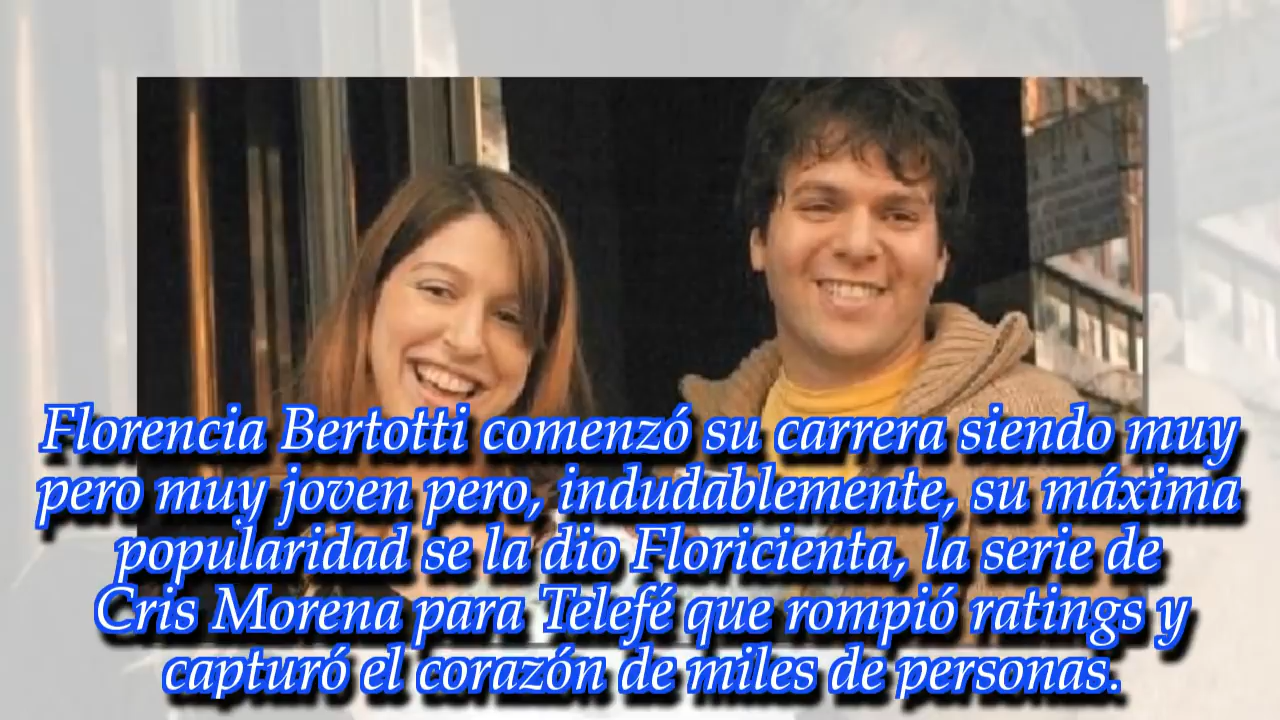 Florencia Bertotti comenzó su carrera siendo muy
pero muy joven pero, indudablemente, su máxima
popularidad se la dio Floricienta, la serie de
Cris Morena para Telefé que rompió ratings y
capturó el corazón de miles de personas.